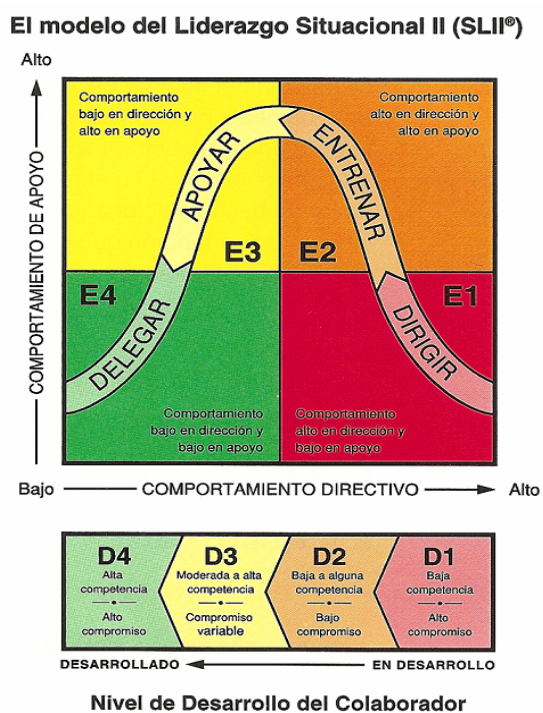 El modelo del Liderazgo Situacional II (SLII®)
Alto
COMPORTAMIENTO DE APOYO
Comportamiento
bajo en dirección y
alto en apoyo
Comportamiento
alto en dirección y
alto en apoyo
APOYAR
ENTRENAR
E3
E2
E4
E1
DELEGAR
DIRIGIR
Comportamiento
bajo en dirección y
bajo en apoyo
Comportamiento
alto en dirección y
bajo en apoyo
Bajo
COMPORTAMIENTO DIRECTIVO
Alto
D4
Alta
competencia
Alto
compromiso
D3
Moderada a alta
competencia
Compromiso
variable
D2
Baja a alguna
competencia
Bajo
compromiso
D1
Baja
competencia
Alto
compromiso
DESARROLLADO
EN DESARROLLO
Nivel de Desarrollo del Colaborador